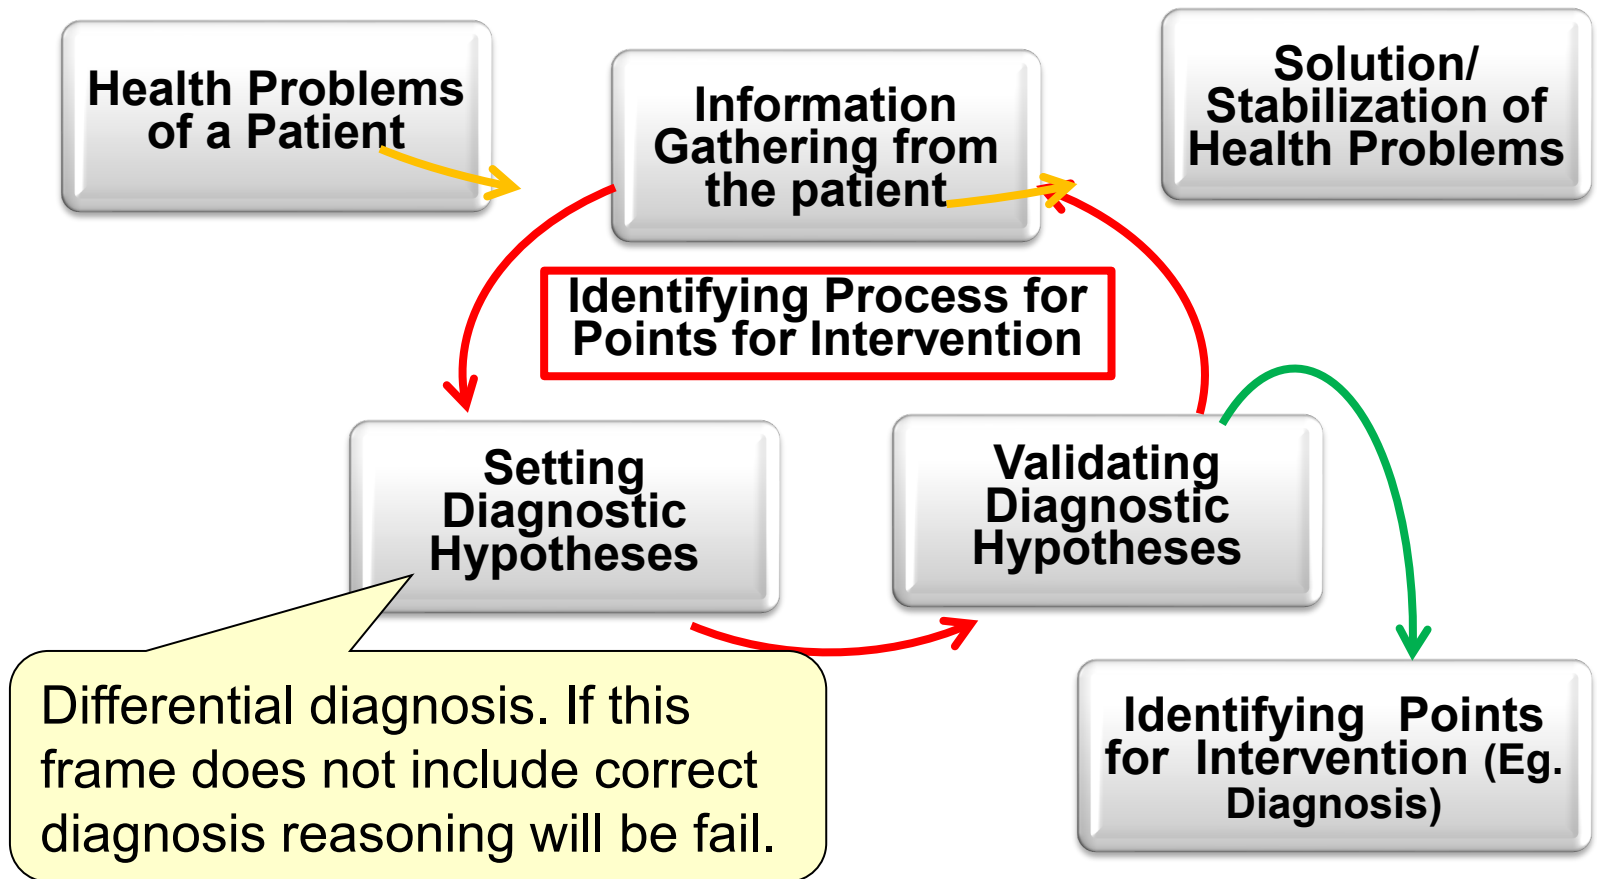 Health Problems
of a Patient
Information
Gathering from
the patient
Solution/
Stabilization of
Health Problems
Identifying Process for
Points for Intervention
Setting
Diagnostic
Hypotheses
Validating
Diagnostic
Hypotheses
Differential diagnosis. If this
frame does not include correct
diagnosis reasoning will be fail.
Identifying Points
for Intervention (Eg.
Diagnosis)